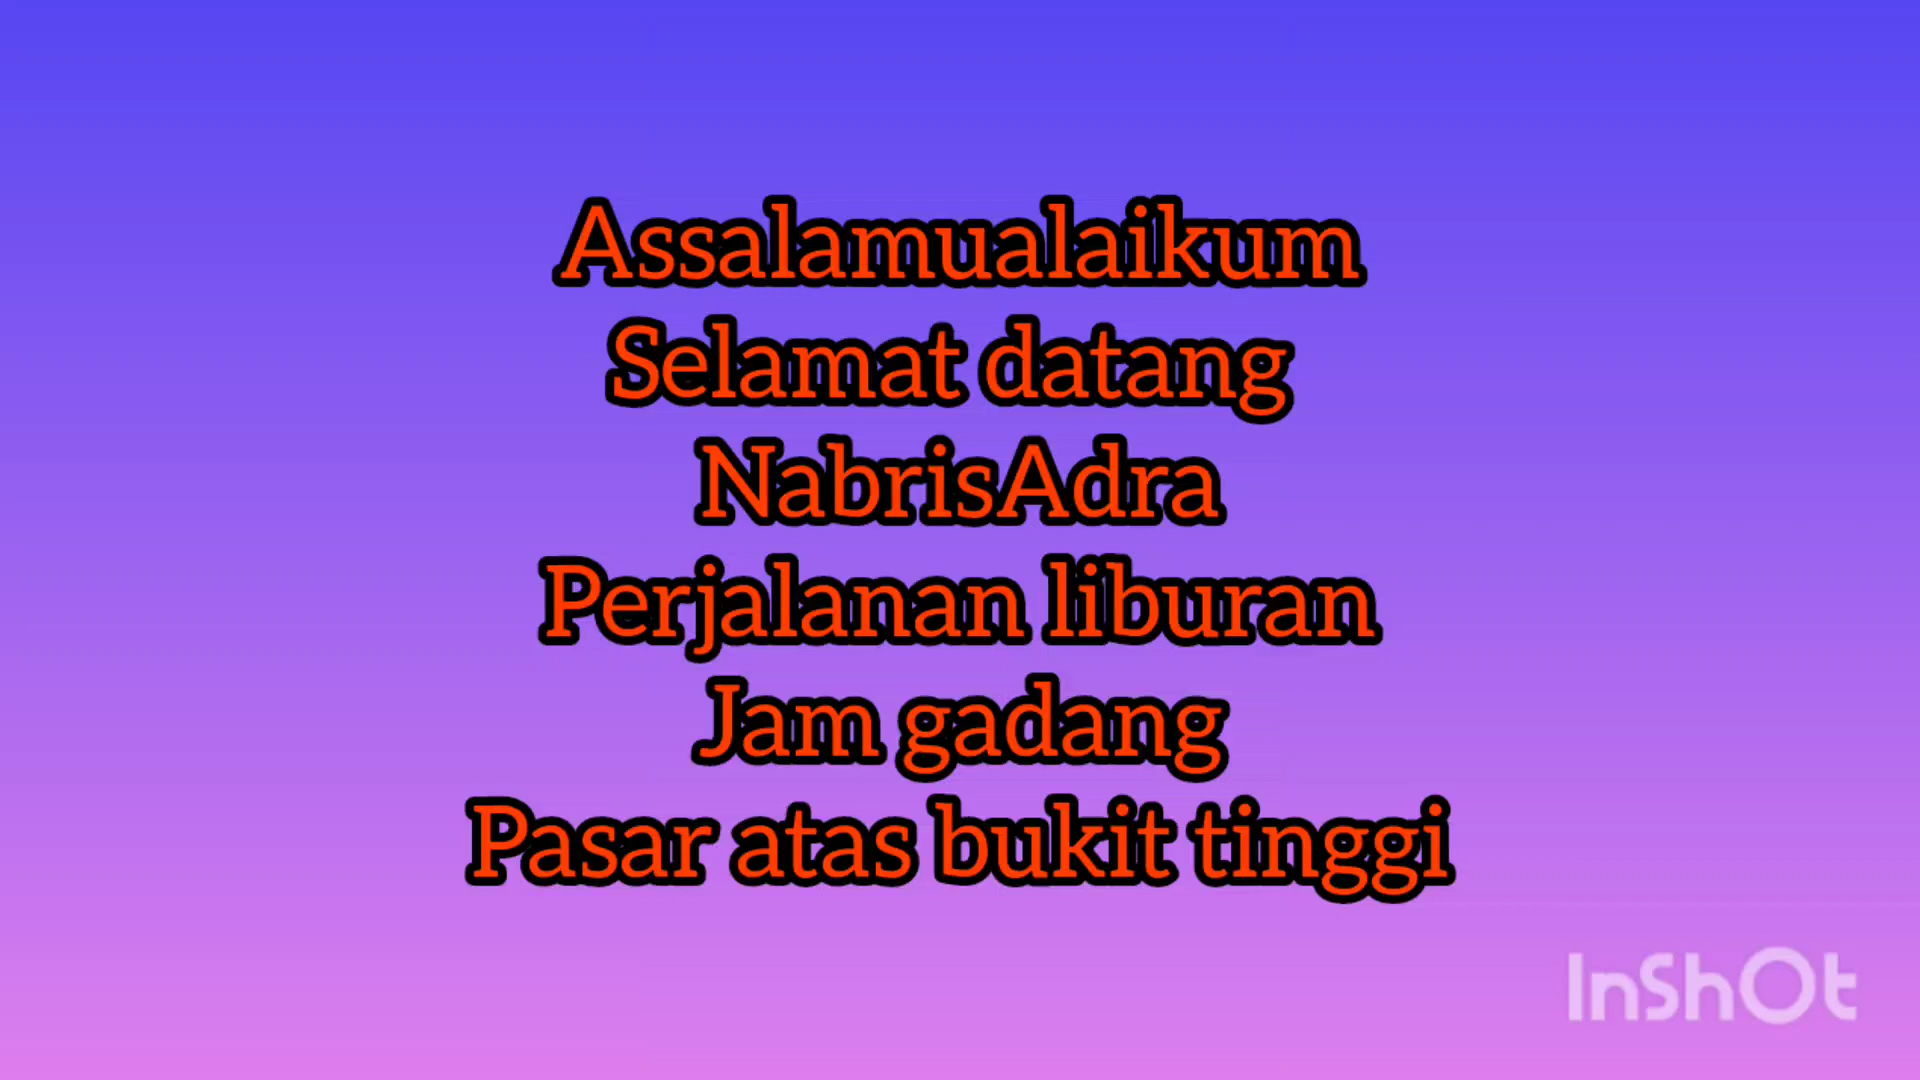 Assalamualaikum
Selamat datang
NabrisAdra
Perjalanan liburan
Jam gadang
Pasar atas bukit tinggi
InShOt